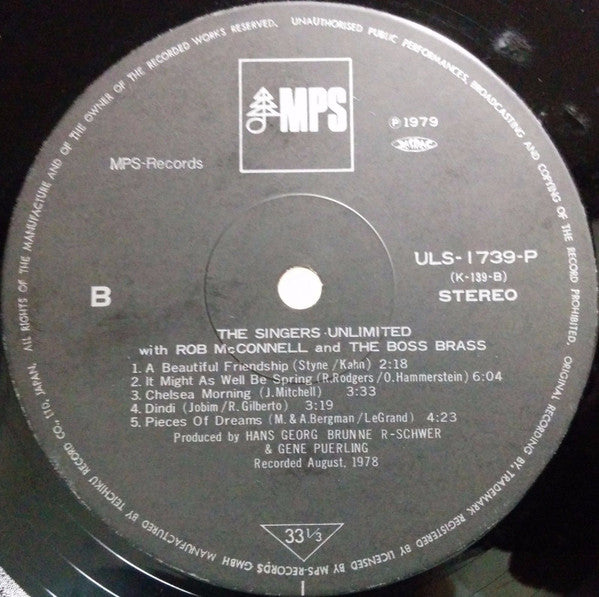 ALL RIGHTS OF THE MANUFACTURE AND OF THE OWNER OF THE RECORDED WORKS RESERVED. UNAUTHORISED PUBLIC PERFORMANCES, BROADCASTING AND COPYING OF THE RECORD PROHIBITED. ORIGINAL RECORDING BY, TRADEMARK REGISTERED BY, LICENSED BY MPS-RECORDS GMBH MANUFACTURED BY TEICHIKU RECORD CO., LTD, JAPAN.
MPS
℗1979
MPS-Records
ULS-1739-P
(K-139-B)
B
STEREO
THE SINGERS UNLIMITED
with ROB McCONNELL and THE BOSS BRASS
1. A Beautiful Friendship (Styne/Kahn) 2:18
2. It Might As Well Be Spring (R.Rodgers/O.Hammerstein) 6:04
3. Chelsea Morning (J.Mitchell) 3:33
4. Dindi (Jobim/R. Gilberto) 3:19
5. Pieces Of Dreams (M. & A.Bergman/LeGrand) 4:23
Produced by HANS GEORG BRUNNE R-SCHWER
& GENE PUERLING
Recorded August, 1978
33 1/3